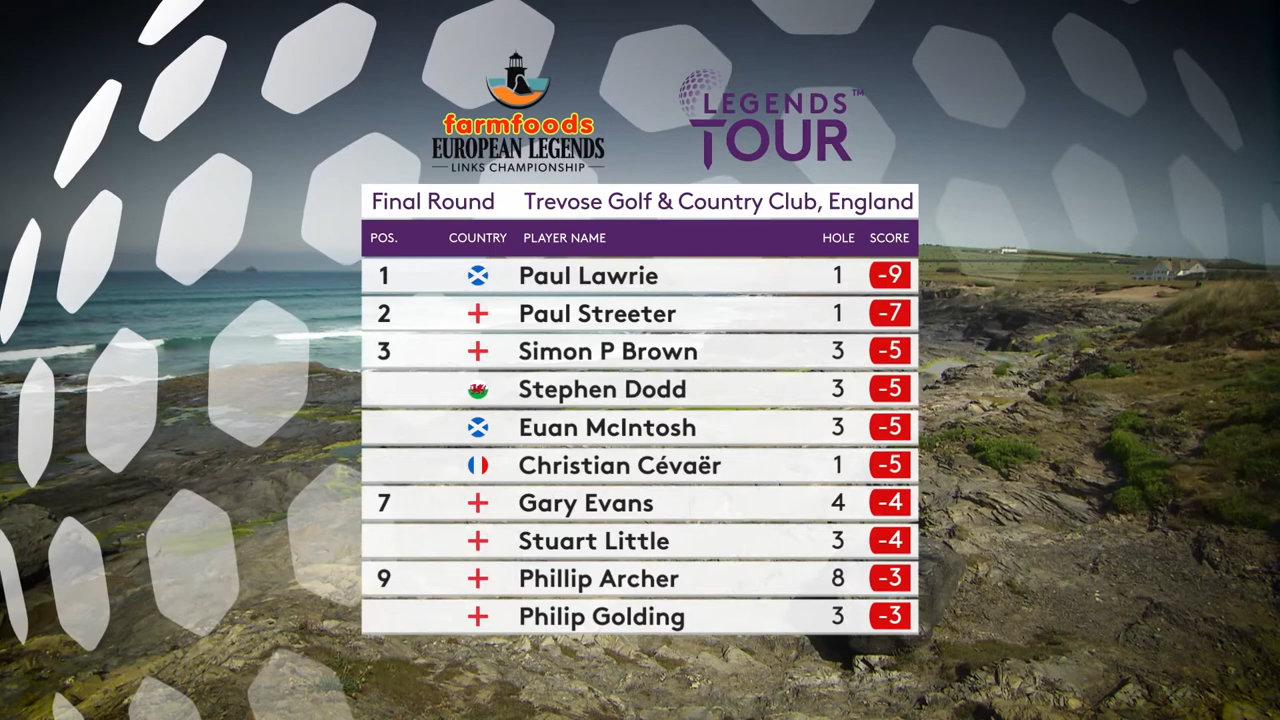 farmfoods
EUROPEAN LEGENDS
LINKS CHAMPIONSHIP
LEGENDS™
TOUR
Final Round Trevose Golf & Country Club, England
POS. COUNTRY PLAYER NAME HOLE SCORE
1 Paul Lawrie 1 -9
2 Paul Streeter 1 -7
3 Simon P Brown 3 -5
Stephen Dodd 3 -5
Euan McIntosh 3 -5
Christian Cévaër 1 -5
7 Gary Evans 4 -4
Stuart Little 3 -4
9 Phillip Archer 8 -3
Philip Golding 3 -3